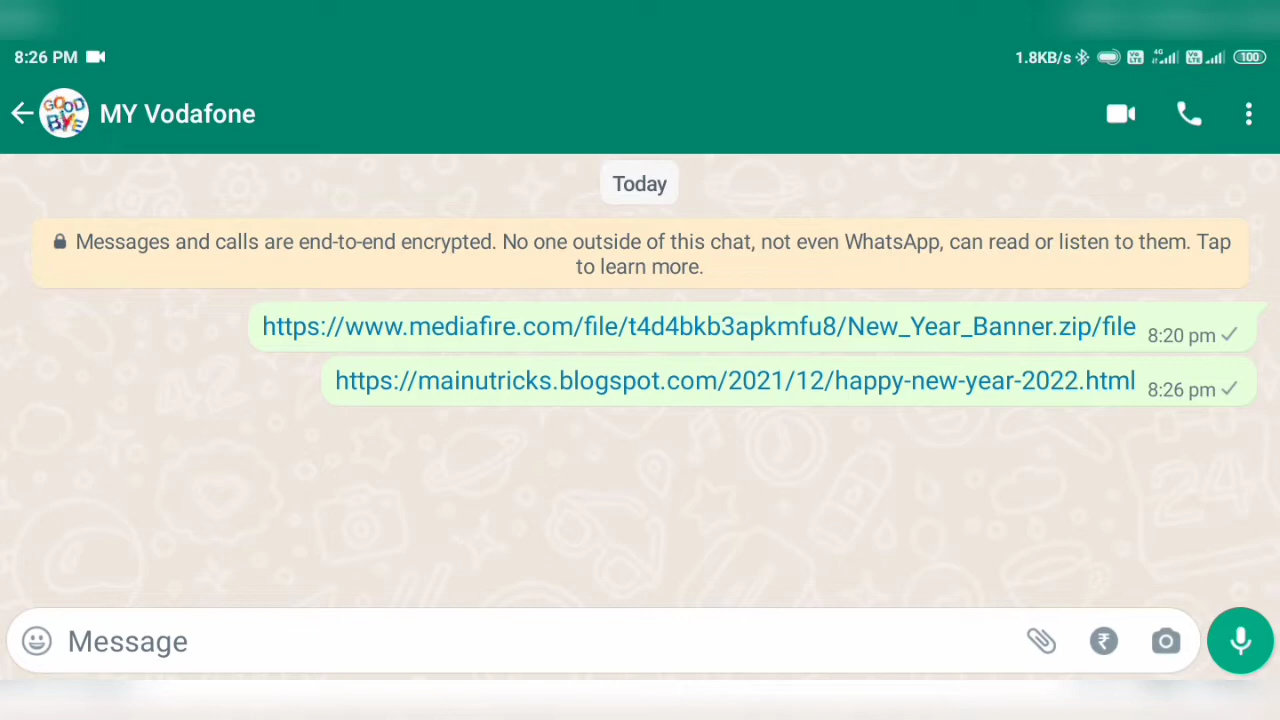 8:26 PM 1.8KB/s 4G 100
GOOD BYE MY Vodafone
Today
Messages and calls are end-to-end encrypted. No one outside of this chat, not even WhatsApp, can read or listen to them. Tap
to learn more.
https://www.mediafire.com/file/t4d4bkb3apkmfu8/New_Year_Banner.zip/file 8:20 pm
https://mainutricks.blogspot.com/2021/12/happy-new-year-2022.html 8:26 pm
Message ₹